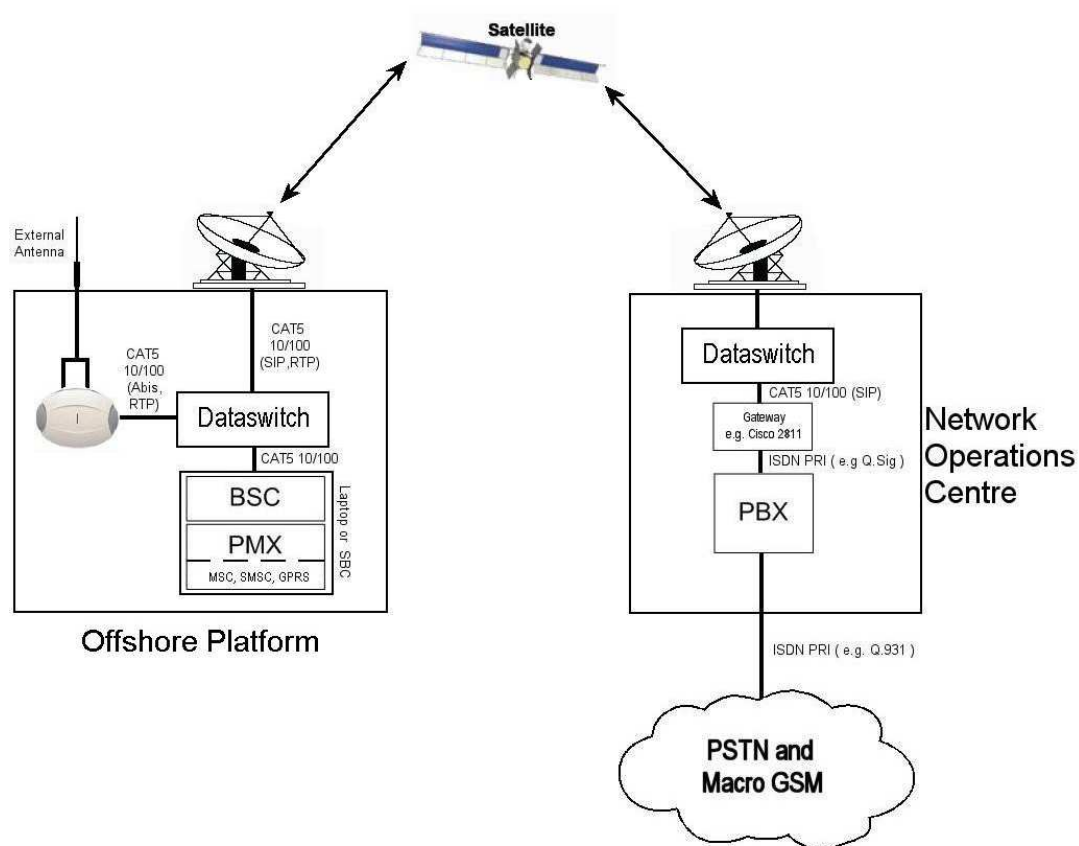 Satellite
External
Antenna
CAT5
10/100
(SIP,RTP)
CAT5
10/100
(Abis,
RTP)
Dataswitch
CAT5 10/100
BSC
PMX
MSC, SMSC, GPRS
Laptop or SBC
Offshore Platform
Dataswitch
CAT5 10/100 (SIP)
Gateway
e.g. Cisco 2811
ISDN PRI ( e.g Q.Sig )
PBX
Network
Operations
Centre
ISDN PRI ( e.g. Q.931 )
PSTN and
Macro GSM